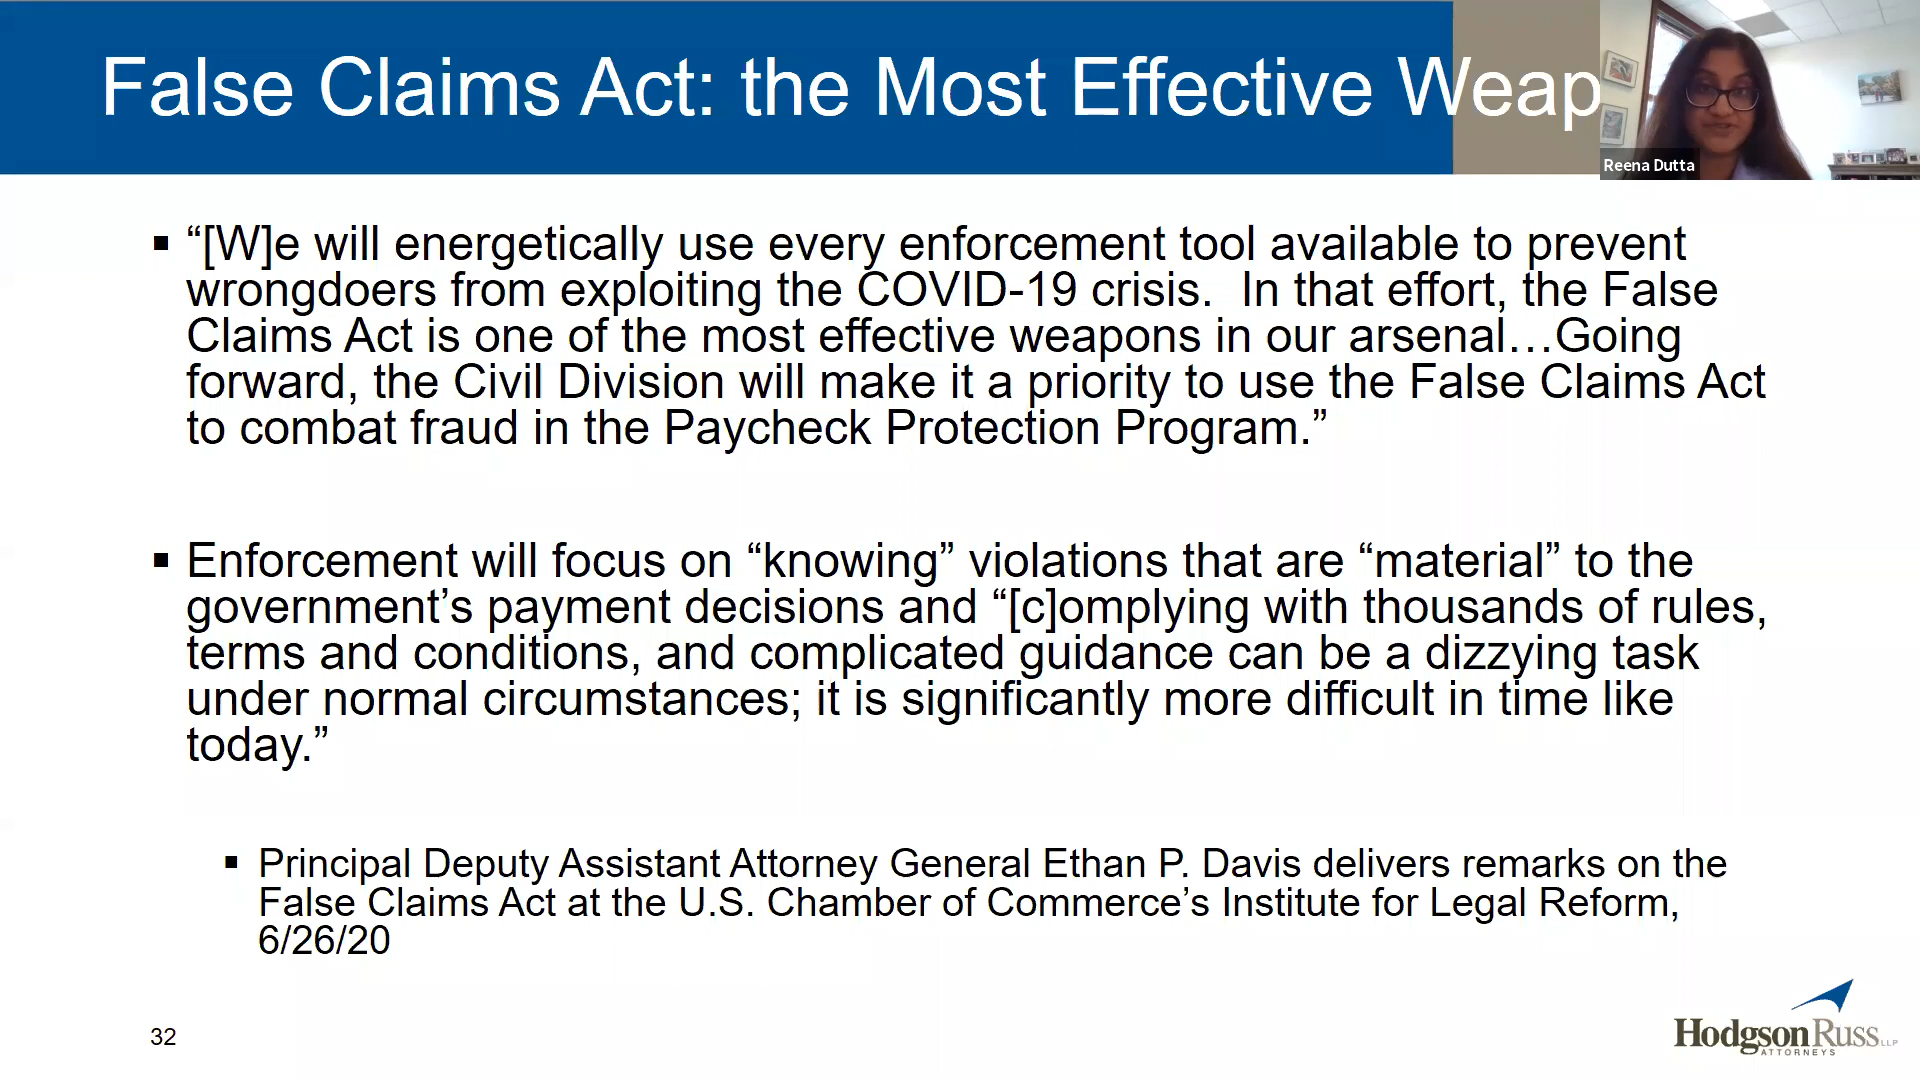 False Claims Act: the Most Effective Weap
Reena Dutta
▪ “[W]e will energetically use every enforcement tool available to prevent
wrongdoers from exploiting the COVID-19 crisis.  In that effort, the False
Claims Act is one of the most effective weapons in our arsenal…Going
forward, the Civil Division will make it a priority to use the False Claims Act
to combat fraud in the Paycheck Protection Program.”
▪ Enforcement will focus on “knowing” violations that are “material” to the
government’s payment decisions and “[c]omplying with thousands of rules,
terms and conditions, and complicated guidance can be a dizzying task
under normal circumstances; it is significantly more difficult in time like
today.”
▪ Principal Deputy Assistant Attorney General Ethan P. Davis delivers remarks on the
False Claims Act at the U.S. Chamber of Commerce’s Institute for Legal Reform,
6/26/20
32
HodgsonRuss LLP
ATTORNEYS